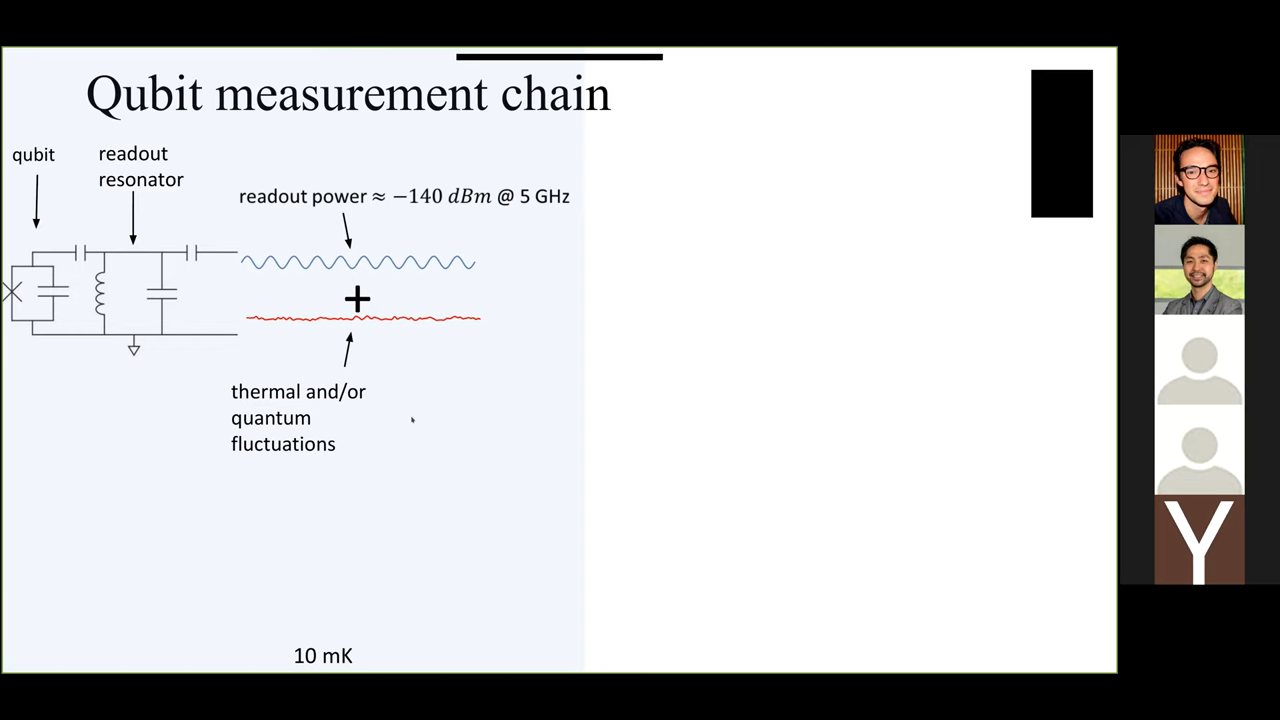 Qubit measurement chain
qubit
readout
resonator
readout power ≈ −140 dBm @ 5 GHz
+
thermal and/or
quantum
fluctuations
10 mK
Y